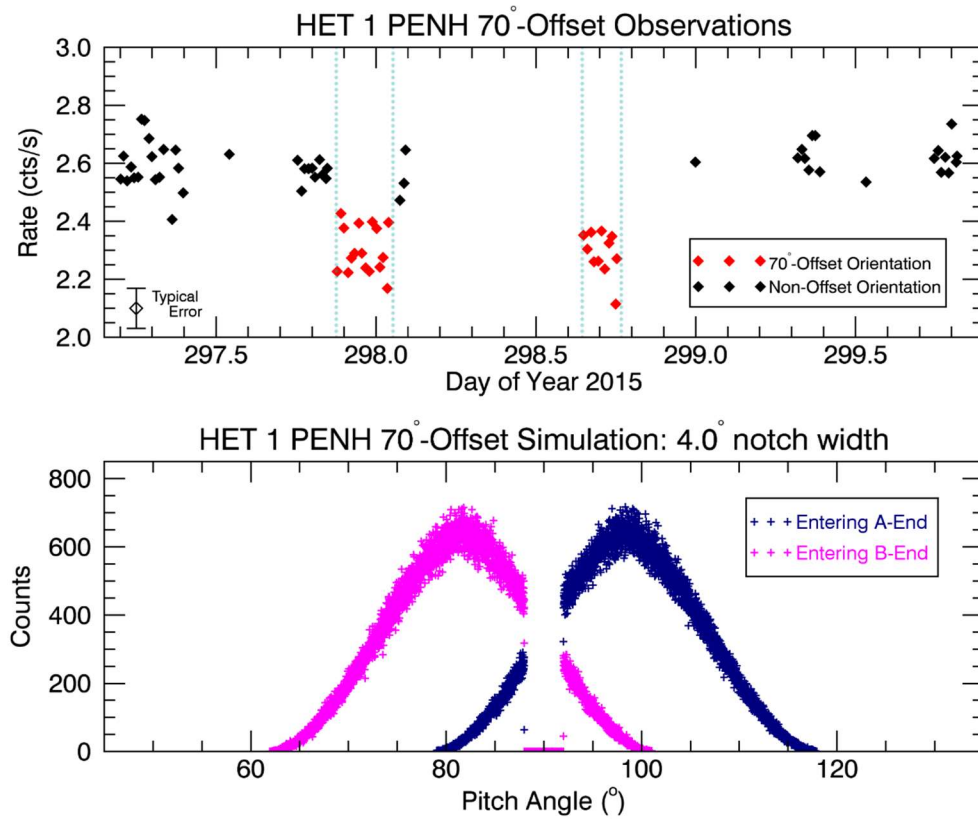 HET 1 PENH 70°-Offset Observations
3.0
2.8
2.6
2.4
2.2
2.0
Rate (cts/s)
70°-Offset Orientation
Non-Offset Orientation
Typical
Error
297.5 298.0 298.5 299.0 299.5
Day of Year 2015
HET 1 PENH 70°-Offset Simulation: 4.0° notch width
800
600
400
200
0
Counts
Entering A-End
Entering B-End
60 80 100 120
Pitch Angle (°)